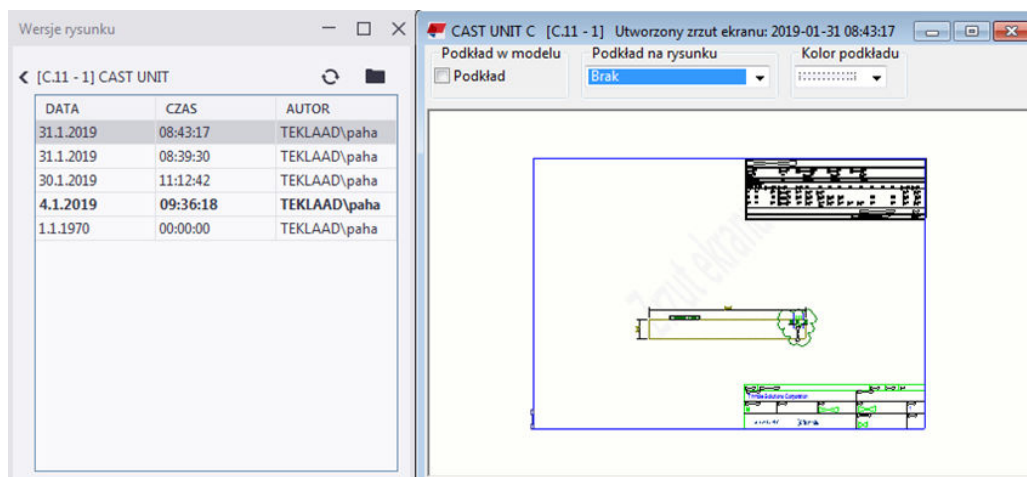 Wersje rysunku
[C.11 - 1] CAST UNIT
DATA CZAS AUTOR
31.1.2019 08:43:17 TEKLAAD\paha
31.1.2019 08:39:30 TEKLAAD\paha
30.1.2019 11:12:42 TEKLAAD\paha
4.1.2019 09:36:18 TEKLAAD\paha
1.1.1970 00:00:00 TEKLAAD\paha
CAST UNIT C [C.11 - 1] Utworzony zrzut ekranu: 2019-01-31 08:43:17
Podkład w modelu Podkład na rysunku Kolor podkładu
Podkład Brak
Zrzut ekranu
Trimble Solutions Corporation